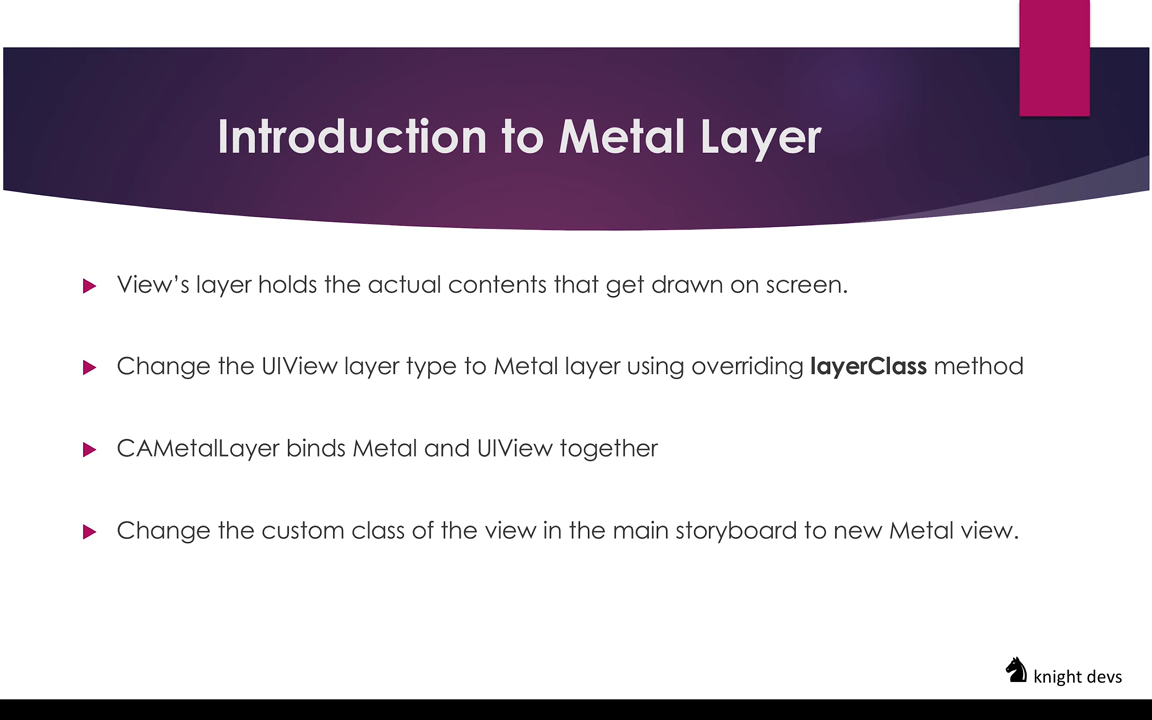 Introduction to Metal Layer
View’s layer holds the actual contents that get drawn on screen.
Change the UIView layer type to Metal layer using overriding layerClass method
CAMetalLayer binds Metal and UIView together
Change the custom class of the view in the main storyboard to new Metal view.
knight devs